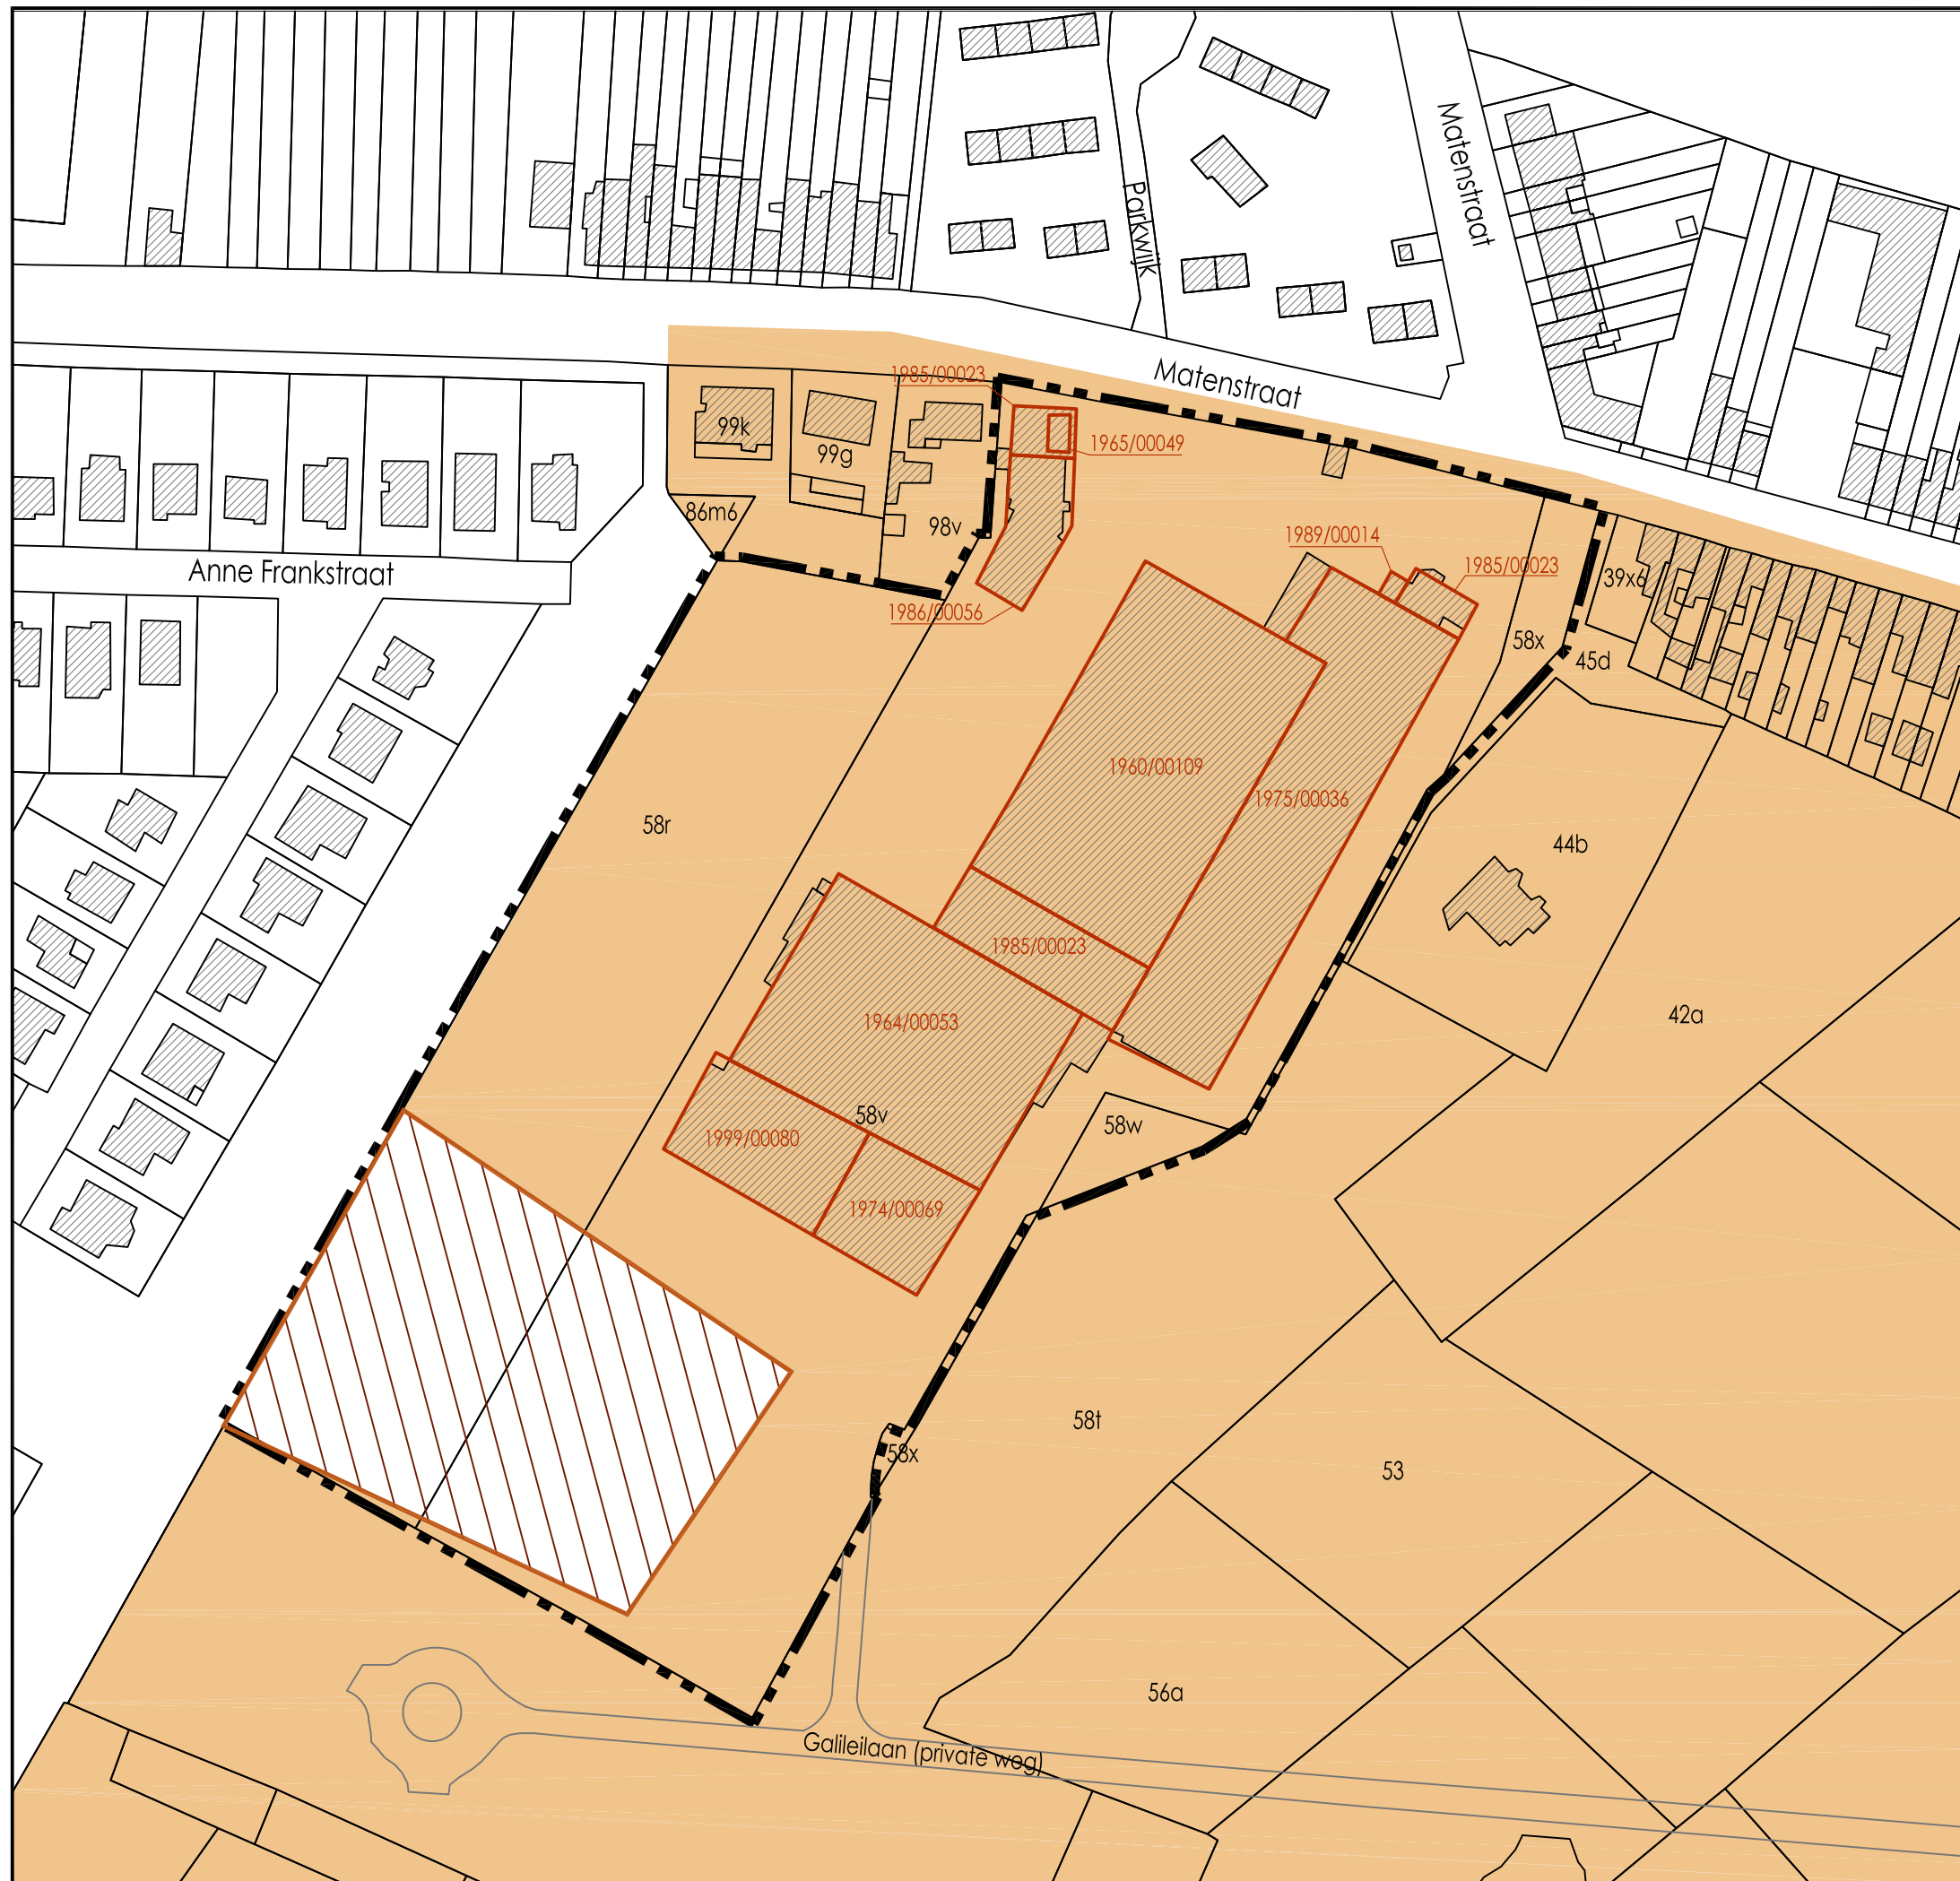 Matenstraat
Parkwijk
Matenstraat
1985/00023
1965/00049
99k
99g
86m6
98v
1989/00014
1985/00023
Anne Frankstraat
39x6
1986/00056
58x
45d
1960/00109
1975/00036
58r
44b
1985/00023
42a
1964/00053
58v
58w
1999/00080
1974/00069
58t
58x
53
56a
Galileilaan (private weg)